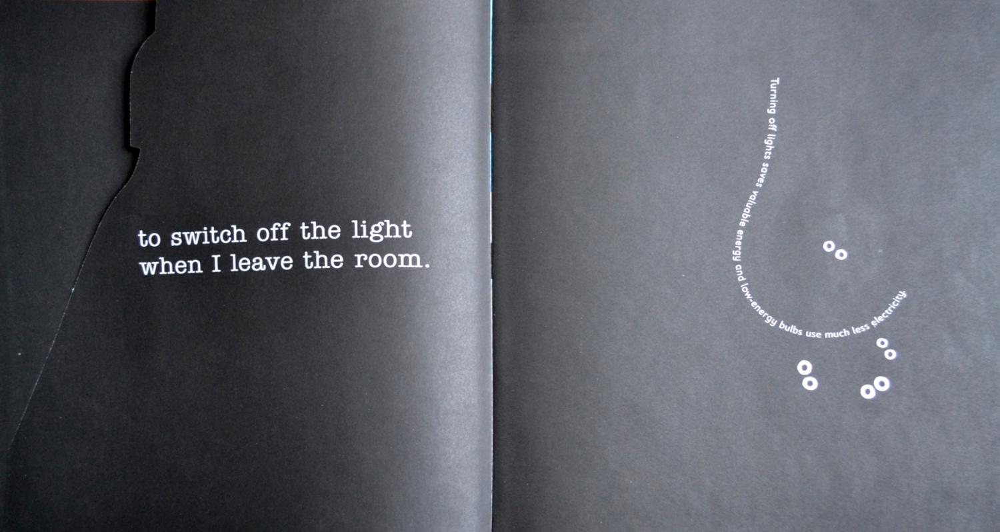 to switch off the light
when I leave the room.
Turning off lights saves valuable energy and low-energy bulbs use much less electricity.